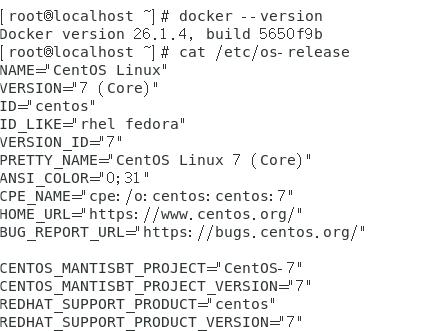 [root@localhost ~]# docker --version
Docker version 26.1.4, build 5650f9b
[root@localhost ~]# cat /etc/os-release
NAME="CentOS Linux"
VERSION="7 (Core)"
ID="centos"
ID_LIKE="rhel fedora"
VERSION_ID="7"
PRETTY_NAME="CentOS Linux 7 (Core)"
ANSI_COLOR="0;31"
CPE_NAME="cpe:/o:centos:centos:7"
HOME_URL="https://www.centos.org/"
BUG_REPORT_URL="https://bugs.centos.org/"

CENTOS_MANTISBT_PROJECT="CentOS-7"
CENTOS_MANTISBT_PROJECT_VERSION="7"
REDHAT_SUPPORT_PRODUCT="centos"
REDHAT_SUPPORT_PRODUCT_VERSION="7"